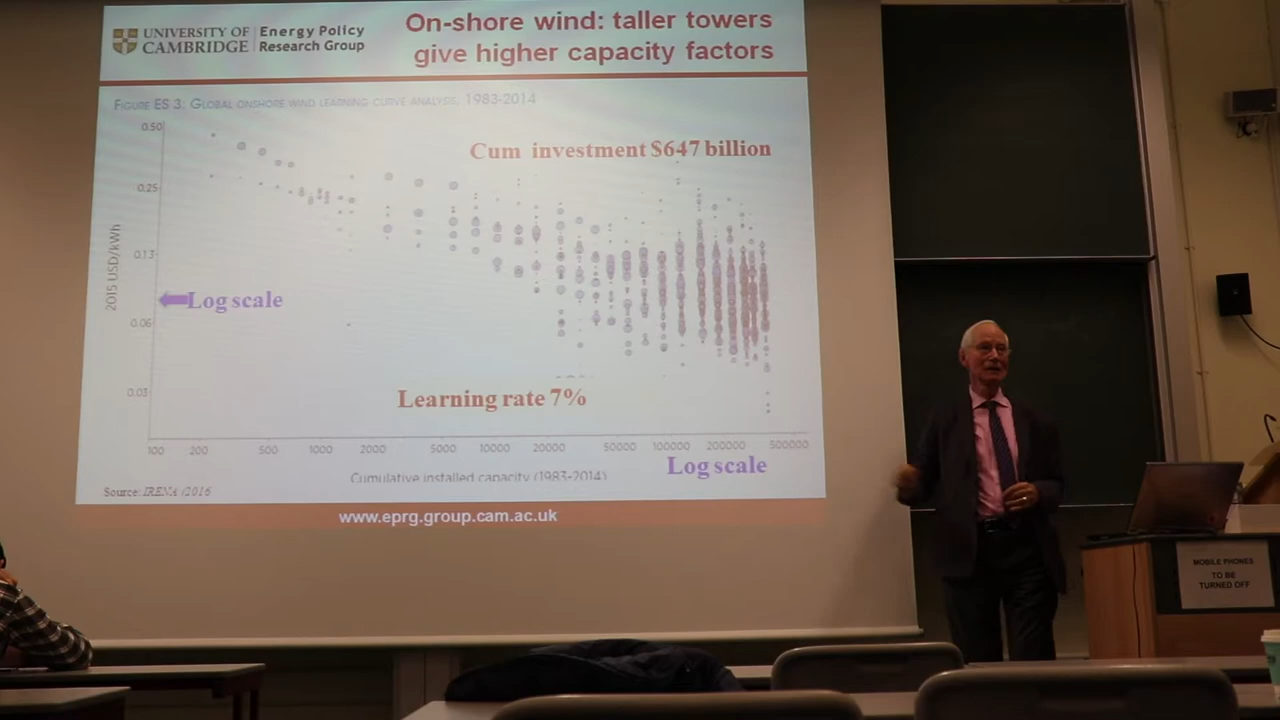 UNIVERSITY OF
CAMBRIDGE
Energy Policy
Research Group
On-shore wind: taller towers
give higher capacity factors
FIGURE ES 3: GLOBAL ONSHORE WIND LEARNING CURVE ANALYSIS, 1983-2014
Cum investment $647 billion
0.50
0.25
0.13
0.06
0.03
2015 USD/kWh
Log scale
Learning rate 7%
100 200 500 1000 2000 5000 10000 20000 50000 100000 200000 500000
Log scale
Cumulative installed capacity (1983-2014)
Source: IRENA /2016
www.eprg.group.cam.ac.uk
MOBILE PHONES
TO BE
TURNED OFF